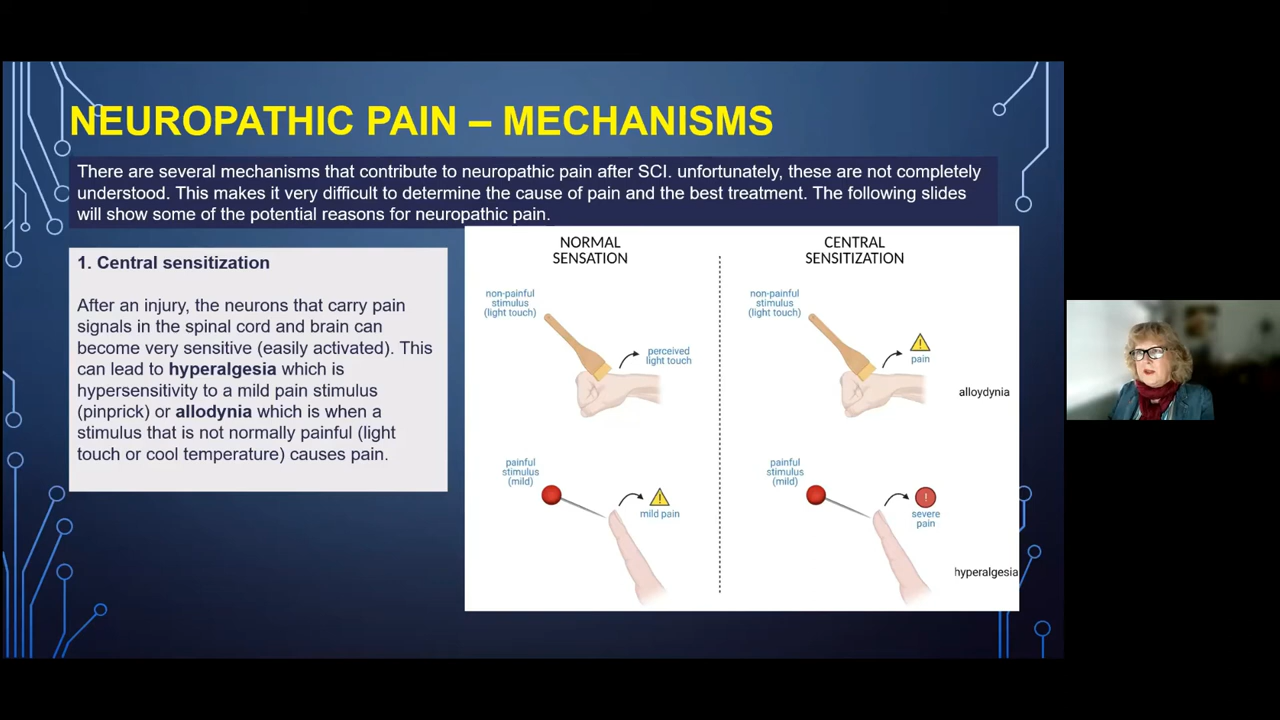 NEUROPATHIC PAIN – MECHANISMS
There are several mechanisms that contribute to neuropathic pain after SCI. unfortunately, these are not completely
understood. This makes it very difficult to determine the cause of pain and the best treatment. The following slides
will show some of the potential reasons for neuropathic pain.
1. Central sensitization
After an injury, the neurons that carry pain
signals in the spinal cord and brain can
become very sensitive (easily activated). This
can lead to hyperalgesia which is
hypersensitivity to a mild pain stimulus
(pinprick) or allodynia which is when a
stimulus that is not normally painful (light
touch or cool temperature) causes pain.
NORMAL
SENSATION
non-painful
stimulus
(light touch)
perceived
light touch
painful
stimulus
(mild)
mild pain
CENTRAL
SENSITIZATION
non-painful
stimulus
(light touch)
pain
alloydynia
painful
stimulus
(mild)
severe
pain
hyperalgesia